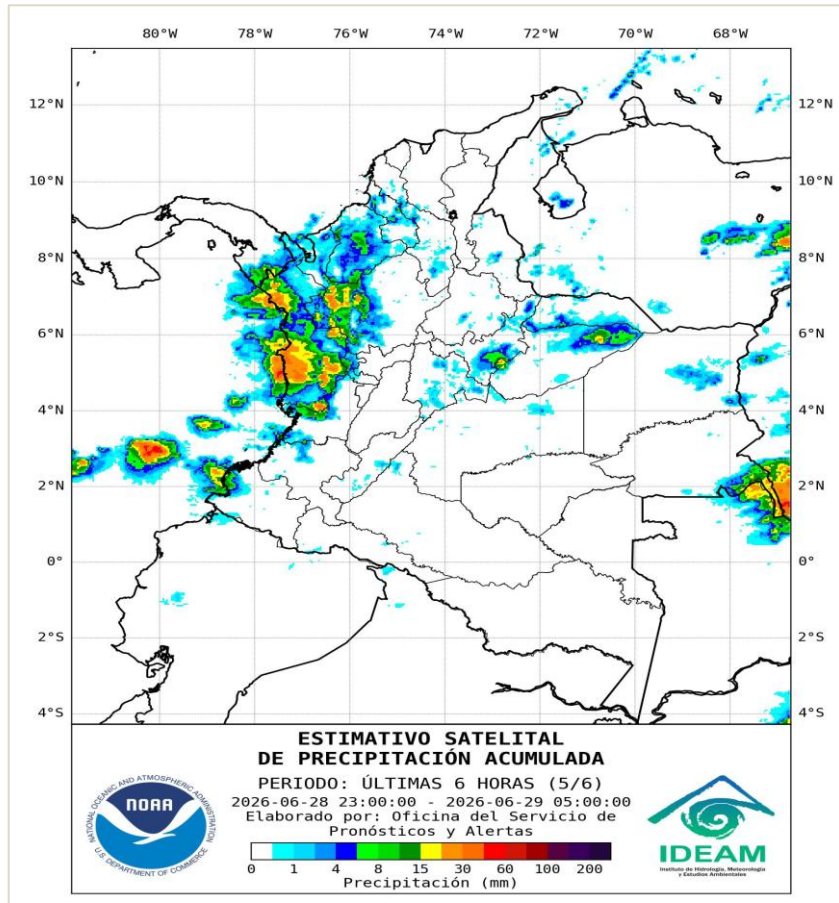 80°W 78°W 76°W 74°W 72°W 70°W 68°W
12°N 12°N
10°N 10°N
8°N 8°N
6°N 6°N
4°N 4°N
2°N 2°N
0° 0°
2°S 2°S
4°S 4°S
ESTIMATIVO SATELITAL
DE PRECIPITACIÓN ACUMULADA
PERIODO: ÚLTIMAS 6 HORAS (5/6)
2026-06-28 23:00:00 - 2026-06-29 05:00:00
Elaborado por: Oficina del Servicio de
Pronósticos y Alertas
0 1 4 8 15 30 60 100 200
Precipitación (mm)
NATIONAL OCEANIC AND ATMOSPHERIC ADMINISTRATION
NOAA
U.S. DEPARTMENT OF COMMERCE
IDEAM
Instituto de Hidrología, Meteorología
y Estudios Ambientales